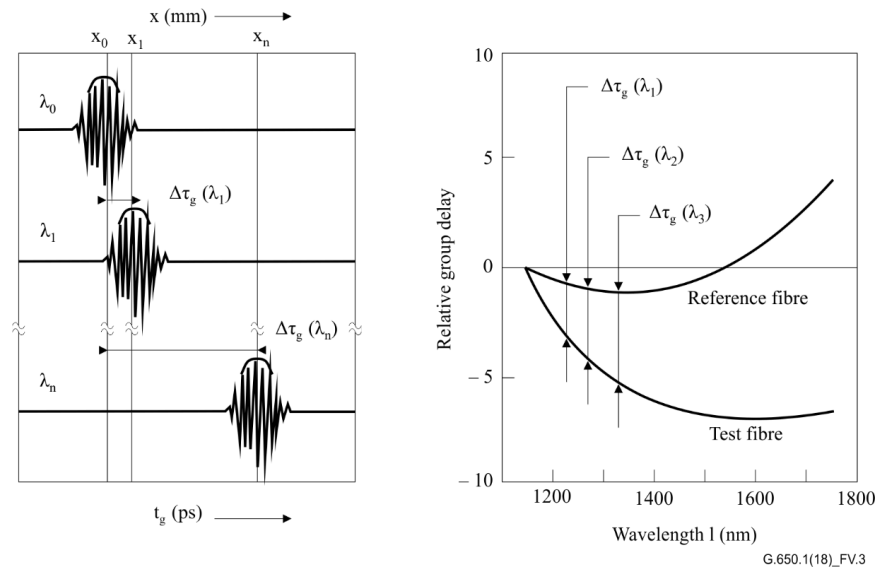 x (mm)
x0 x1 xn
λ0
Δτg (λ1)
λ1
Δτg (λn)
λn
tg (ps)
10
5
0
– 5
– 10
Relative group delay
Δτg (λ1)
Δτg (λ2)
Δτg (λ3)
Reference fibre
Test fibre
1200 1400 1600 1800
Wavelength l (nm)
G.650.1(18)_FV.3